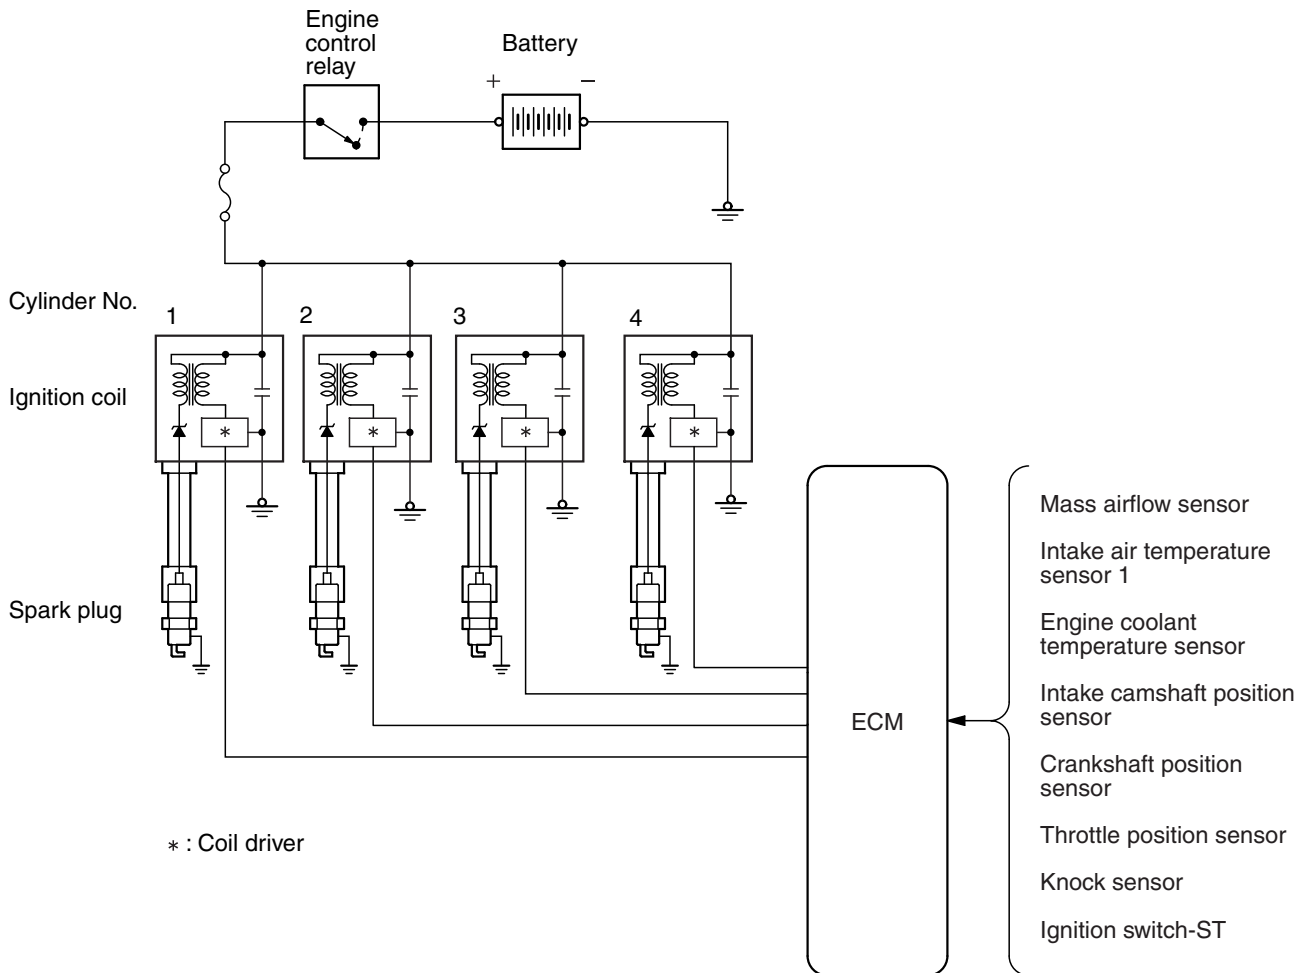 Engine
control
relay
Battery
+ −
Cylinder No.
1 2 3 4
Ignition coil
* * * *
Spark plug
ECM
Mass airflow sensor
Intake air temperature
sensor 1
Engine coolant
temperature sensor
Intake camshaft position
sensor
Crankshaft position
sensor
Throttle position sensor
Knock sensor
Ignition switch-ST
* : Coil driver